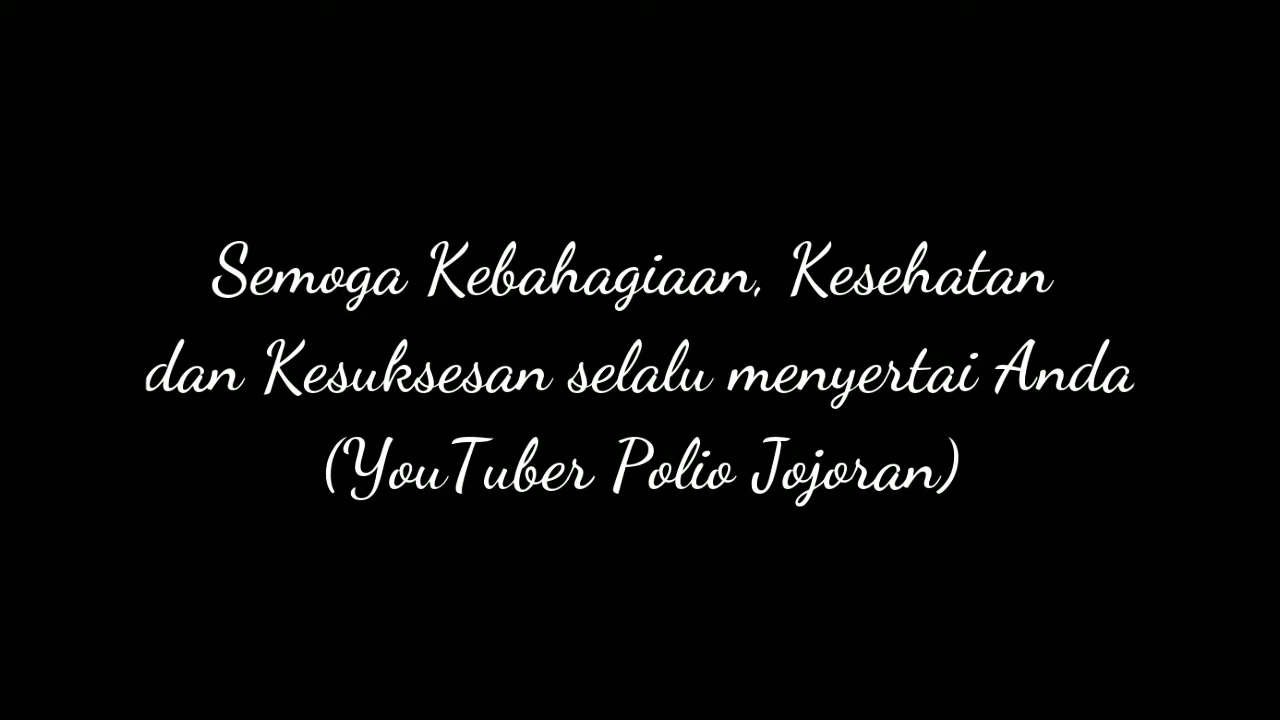 Semoga Kebahagiaan, Kesehatan
dan Kesuksesan selalu menyertai Anda
(YouTuber Polio Jojoran)